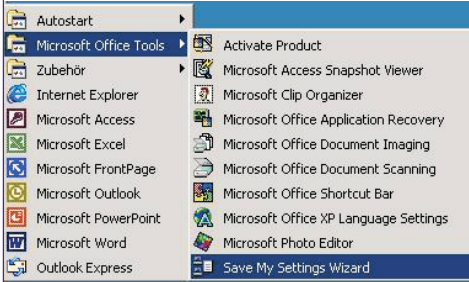 Autostart
Microsoft Office Tools
Zubehör
Internet Explorer
Microsoft Access
Microsoft Excel
Microsoft FrontPage
Microsoft Outlook
Microsoft PowerPoint
Microsoft Word
Outlook Express
Activate Product
Microsoft Access Snapshot Viewer
Microsoft Clip Organizer
Microsoft Office Application Recovery
Microsoft Office Document Imaging
Microsoft Office Document Scanning
Microsoft Office Shortcut Bar
Microsoft Office XP Language Settings
Microsoft Photo Editor
Save My Settings Wizard